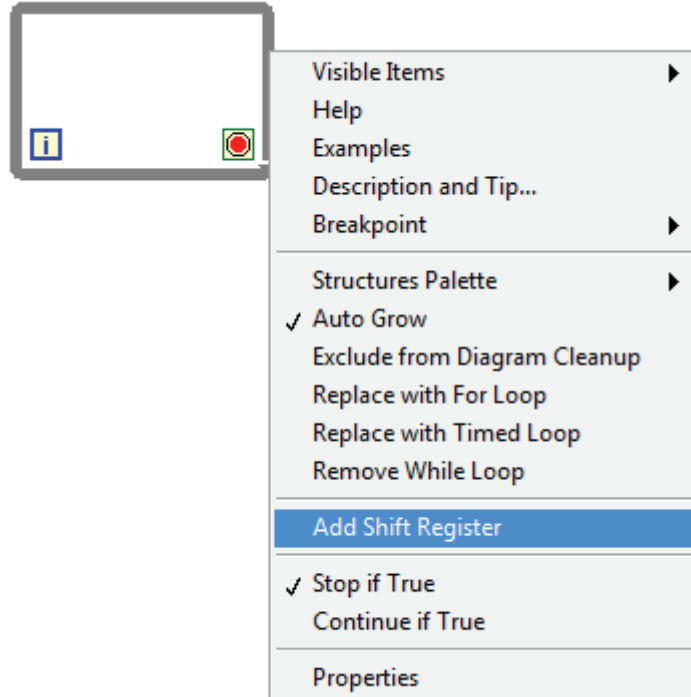 i
Visible Items
Help
Examples
Description and Tip...
Breakpoint
Structures Palette
Auto Grow
Exclude from Diagram Cleanup
Replace with For Loop
Replace with Timed Loop
Remove While Loop
Add Shift Register
Stop if True
Continue if True
Properties